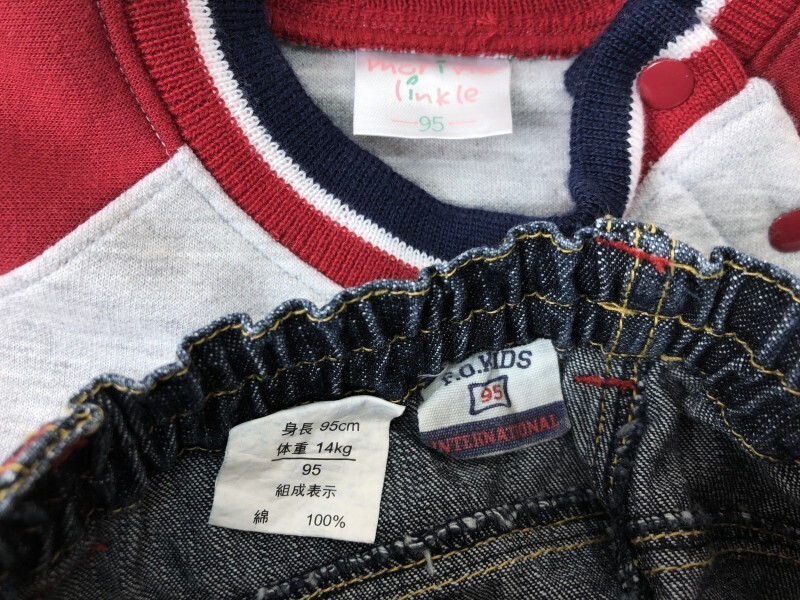 linkle
95
F.O.KIDS
95
INTERNATIONAL
身長 95cm
体重 14kg
95
組成表示
綿 100%